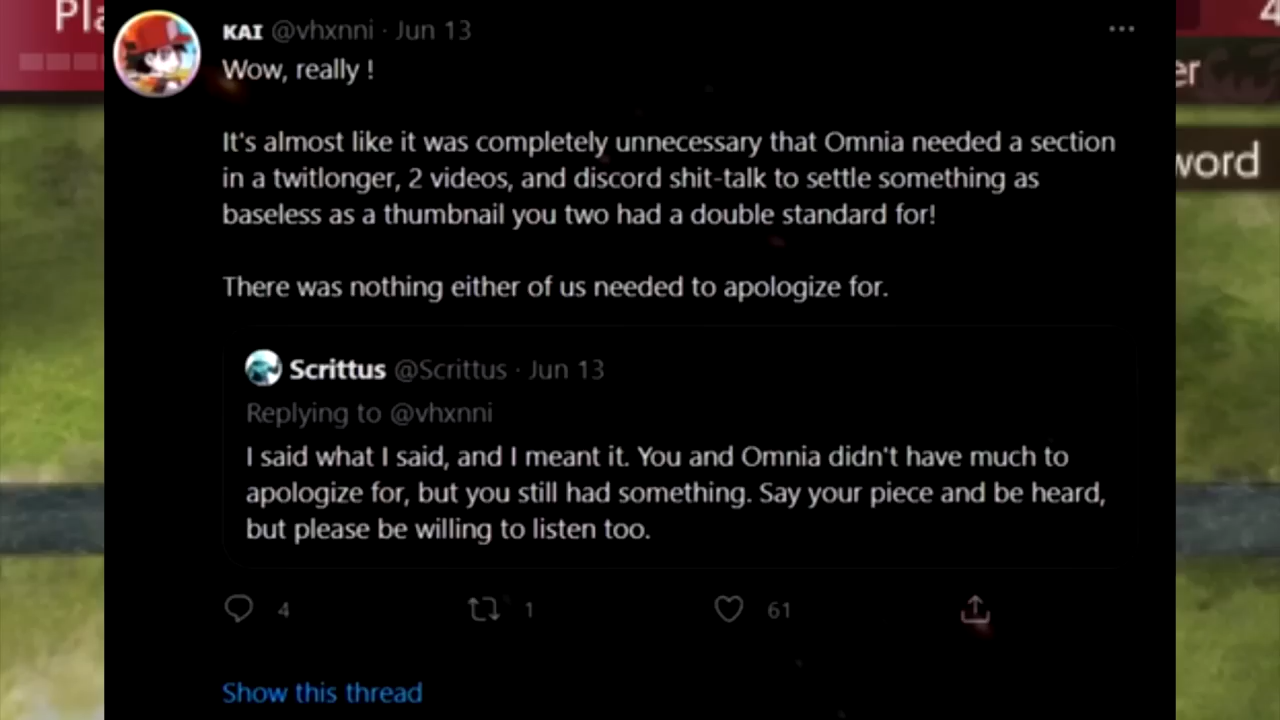 Pla
KAI @vhxnni · Jun 13
Wow, really !
It's almost like it was completely unnecessary that Omnia needed a section
in a twitlonger, 2 videos, and discord shit-talk to settle something as
baseless as a thumbnail you two had a double standard for!
There was nothing either of us needed to apologize for.
Scrittus @Scrittus · Jun 13
Replying to @vhxnni
I said what I said, and I meant it. You and Omnia didn't have much to
apologize for, but you still had something. Say your piece and be heard,
but please be willing to listen too.
4 1 61
Show this thread
4
er
word